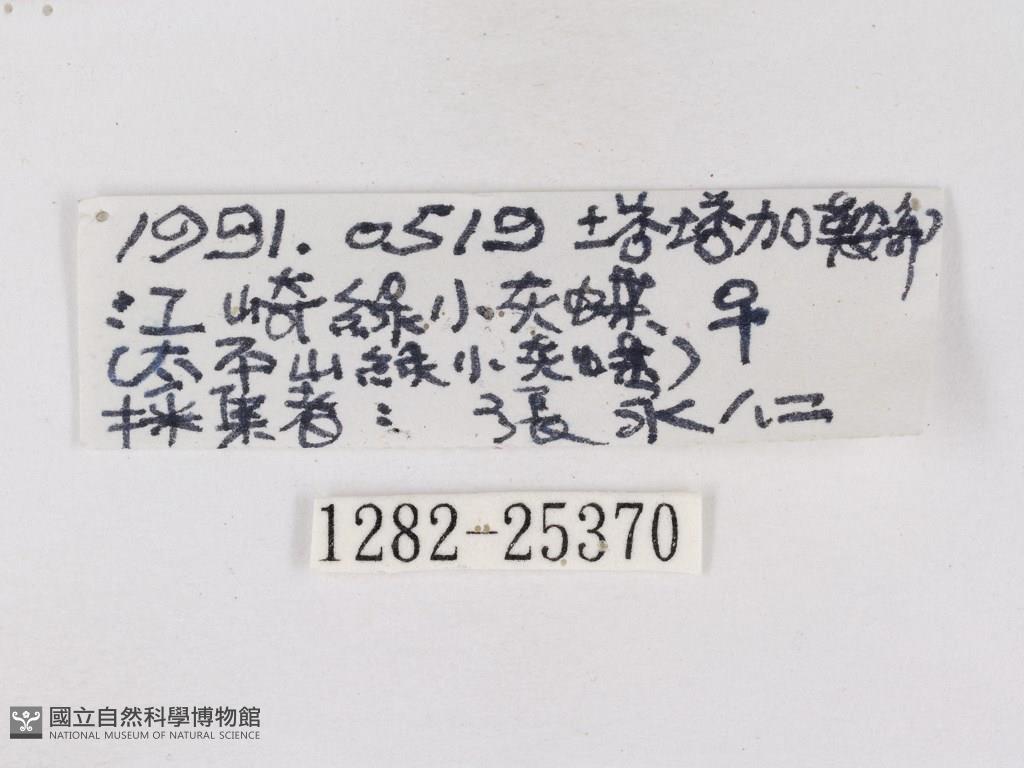 1991. 0519 塔塔加鞍部
江崎綠小灰蝶 ♀
(太平山綠小灰蝶)
採集者: 張永仁
1282-25370
國立自然科學博物館
NATIONAL MUSEUM OF NATURAL SCIENCE